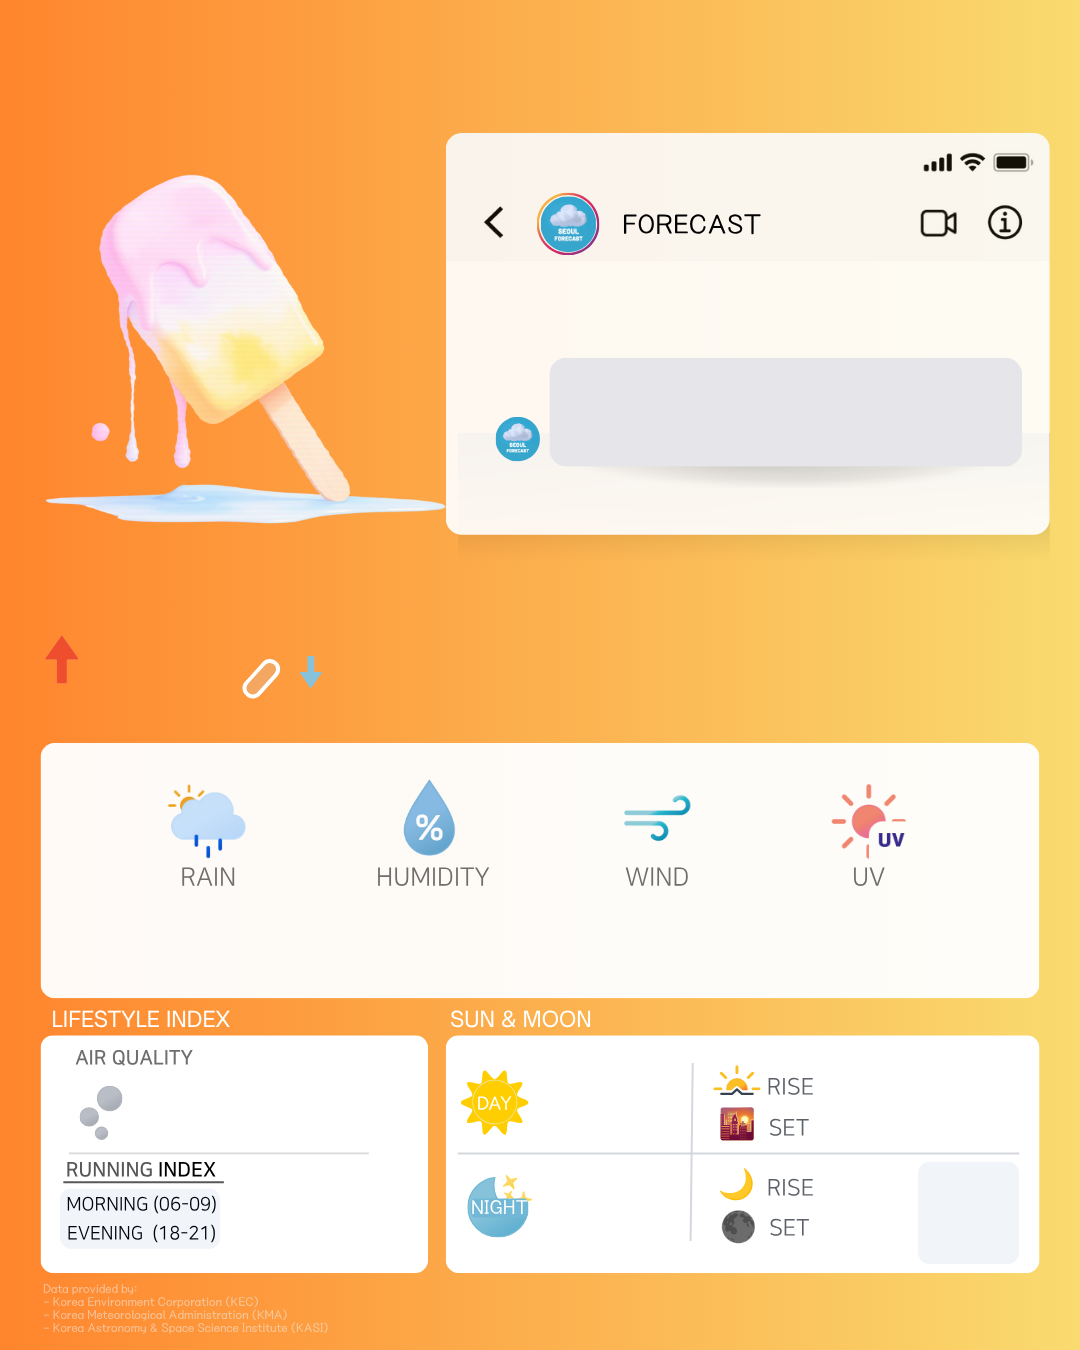 FORECAST
SEOUL
FORECAST
SEOUL
FORECAST
%
UV
RAIN
HUMIDITY
WIND
UV
LIFESTYLE INDEX
SUN & MOON
AIR QUALITY
DAY
RISE
SET
RUNNING INDEX
MORNING (06-09)
EVENING (18-21)
NIGHT
RISE
SET
Data provided by:
- Korea Environment Corporation (KEC)
- Korea Meteorological Administration (KMA)
- Korea Astronomy & Space Science Institute (KASI)